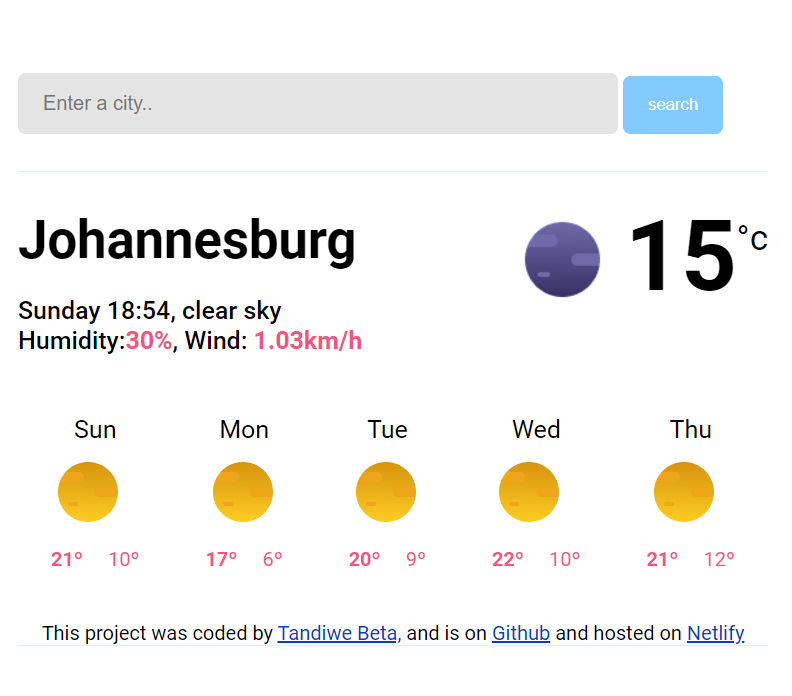 Enter a city..
search
Johannesburg
15°C
Sunday 18:54, clear sky
Humidity:30%, Wind: 1.03km/h
Sun Mon Tue Wed Thu
21° 10° 17° 6° 20° 9° 22° 10° 21° 12°
This project was coded by Tandiwe Beta, and is on Github and hosted on Netlify